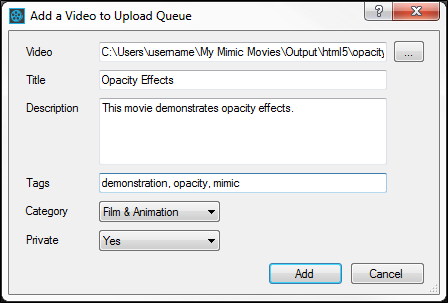 Add a Video to Upload Queue
?
Video C:\Users\username\My Mimic Movies\Output\html5\opacity ...
Title Opacity Effects
Description This movie demonstrates opacity effects.
Tags demonstration, opacity, mimic
Category Film & Animation
Private Yes
Add Cancel